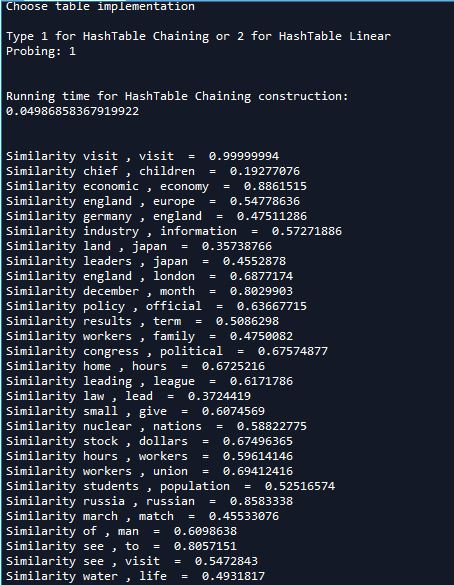 Choose table implementation
Type 1 for HashTable Chaining or 2 for HashTable Linear
Probing: 1
Running time for HashTable Chaining construction:
0.04986858367919922
Similarity visit , visit  =  0.99999994
Similarity chief , children  =  0.19277076
Similarity economic , economy  =  0.8861515
Similarity england , europe  =  0.54778636
Similarity germany , england  =  0.47511286
Similarity industry , information  =  0.57271886
Similarity land , japan  =  0.35738766
Similarity leaders , japan  =  0.4552878
Similarity england , london  =  0.6877174
Similarity december , month  =  0.8029903
Similarity policy , official  =  0.63667715
Similarity results , term  =  0.5086298
Similarity workers , family  =  0.4750082
Similarity congress , political  =  0.67574877
Similarity home , hours  =  0.6725216
Similarity leading , league  =  0.6171786
Similarity law , lead  =  0.3724419
Similarity small , give  =  0.6074569
Similarity nuclear , nations  =  0.58822775
Similarity stock , dollars  =  0.67496365
Similarity hours , workers  =  0.59614146
Similarity workers , union  =  0.69412416
Similarity students , population  =  0.52516574
Similarity russia , russian  =  0.8583338
Similarity march , match  =  0.45533076
Similarity of , man  =  0.6098638
Similarity see , to  =  0.8057151
Similarity see , visit  =  0.5472843
Similarity water , life  =  0.4931817